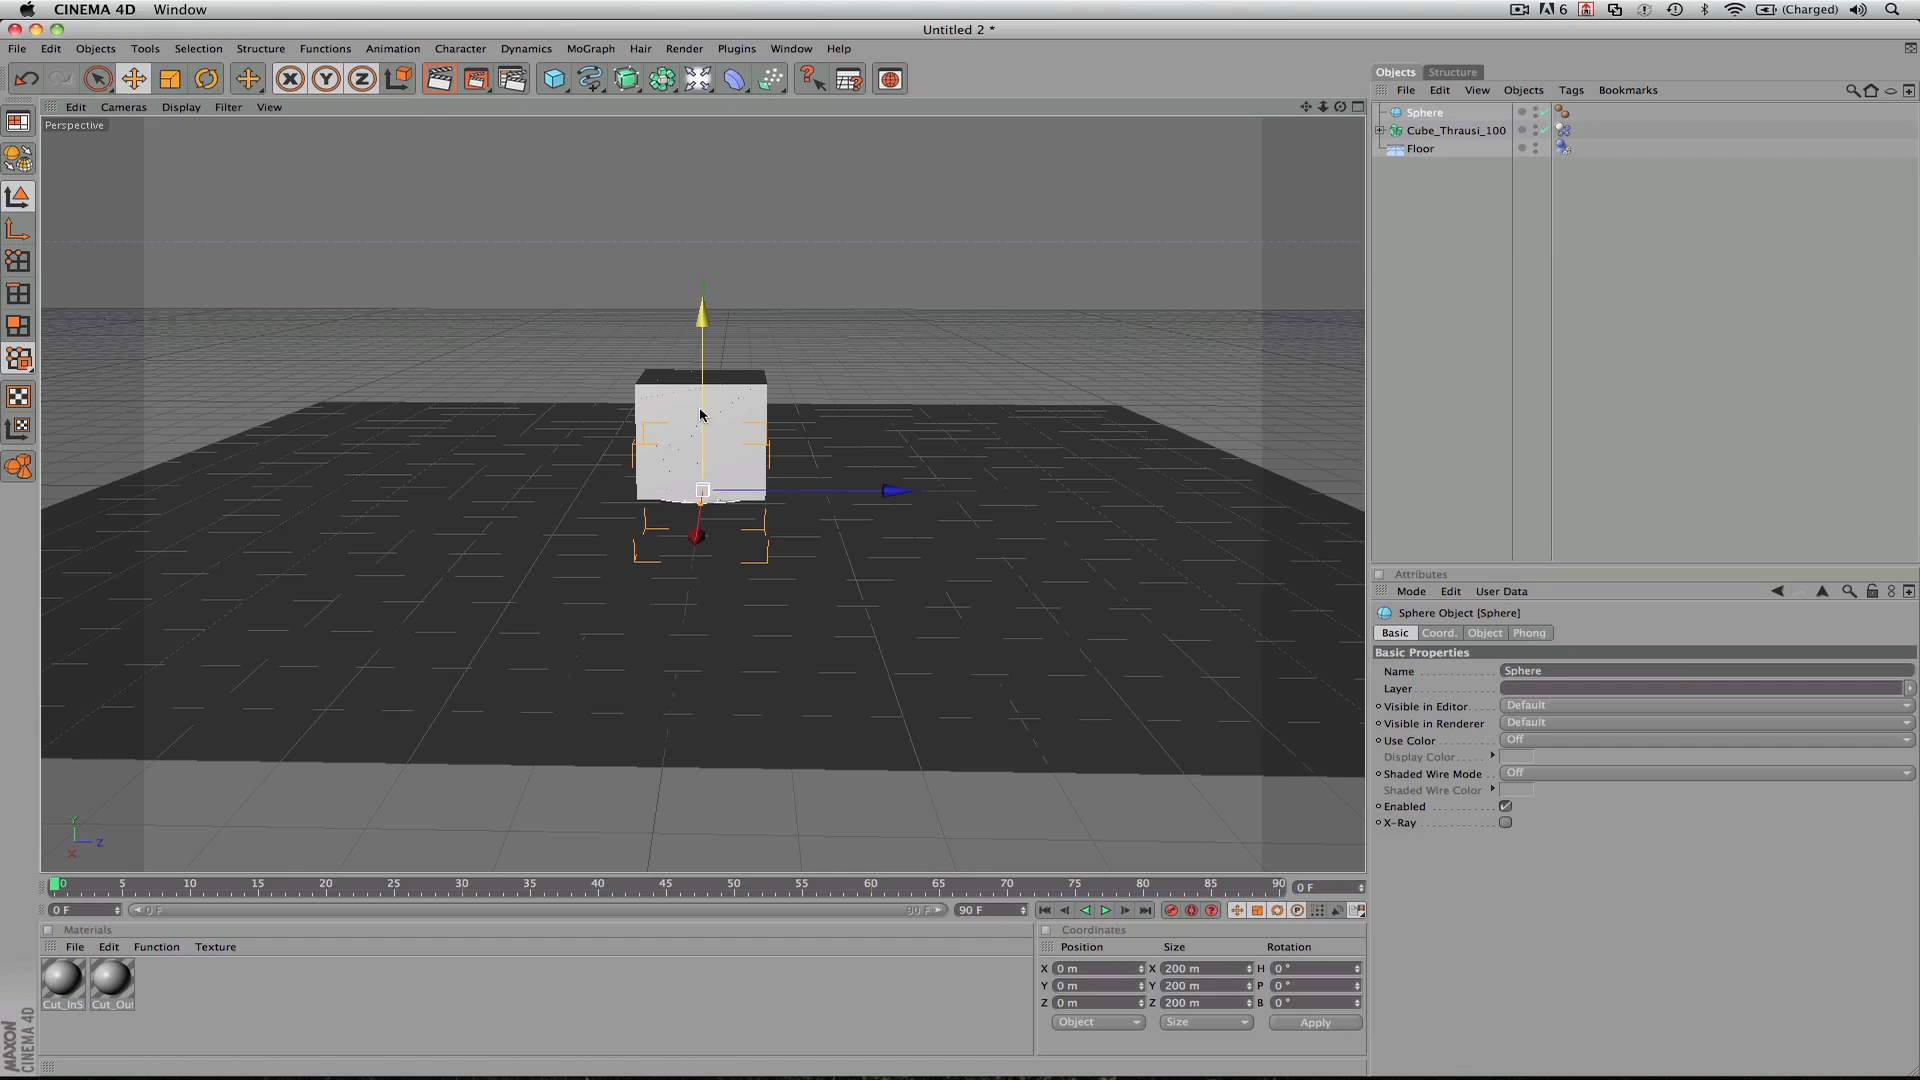 CINEMA 4D Window 6 (Charged)
Untitled 2 *
File Edit Objects Tools Selection Structure Functions Animation Character Dynamics MoGraph Hair Render Plugins Window Help
X Y Z
Objects Structure
File Edit View Objects Tags Bookmarks
Edit Cameras Display Filter View
Perspective
Sphere
Cube_Thrausi_100
Floor
Attributes
Mode Edit User Data
Sphere Object [Sphere]
Basic Coord. Object Phong
Basic Properties
Name Sphere
Layer
Visible in Editor Default
Visible in Renderer Default
Use Color Off
Display Color
Shaded Wire Mode Off
Shaded Wire Color
Enabled
X-Ray
Y
Z
X
0 5 10 15 20 25 30 35 40 45 50 55 60 65 70 75 80 85 90 0 F
0 F 0 F 90 F 90 F
Materials
File Edit Function Texture
Cut_InS Cut_Ou
Coordinates
Position Size Rotation
X 0 m X 200 m H 0 °
Y 0 m Y 200 m P 0 °
Z 0 m Z 200 m B 0 °
Object Size Apply
MAXON
CINEMA 4D